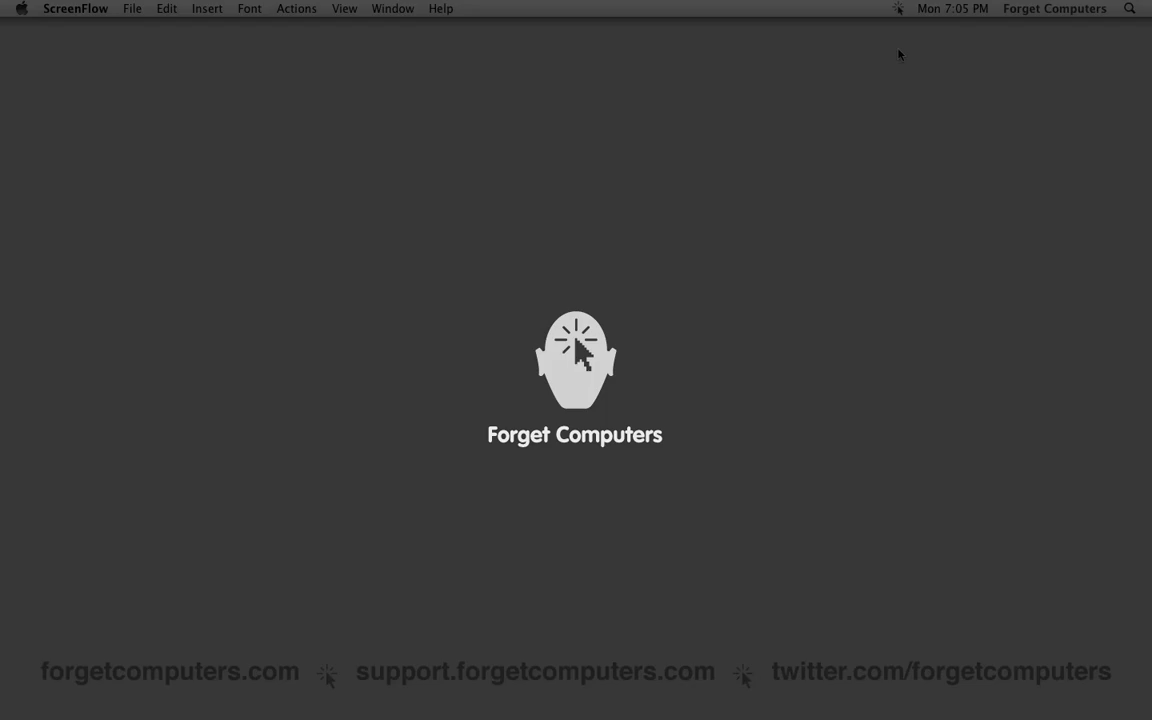 ScreenFlow File Edit Insert Font Actions View Window Help Mon 7:05 PM Forget Computers
Forget Computers
forgetcomputers.com support.forgetcomputers.com twitter.com/forgetcomputers